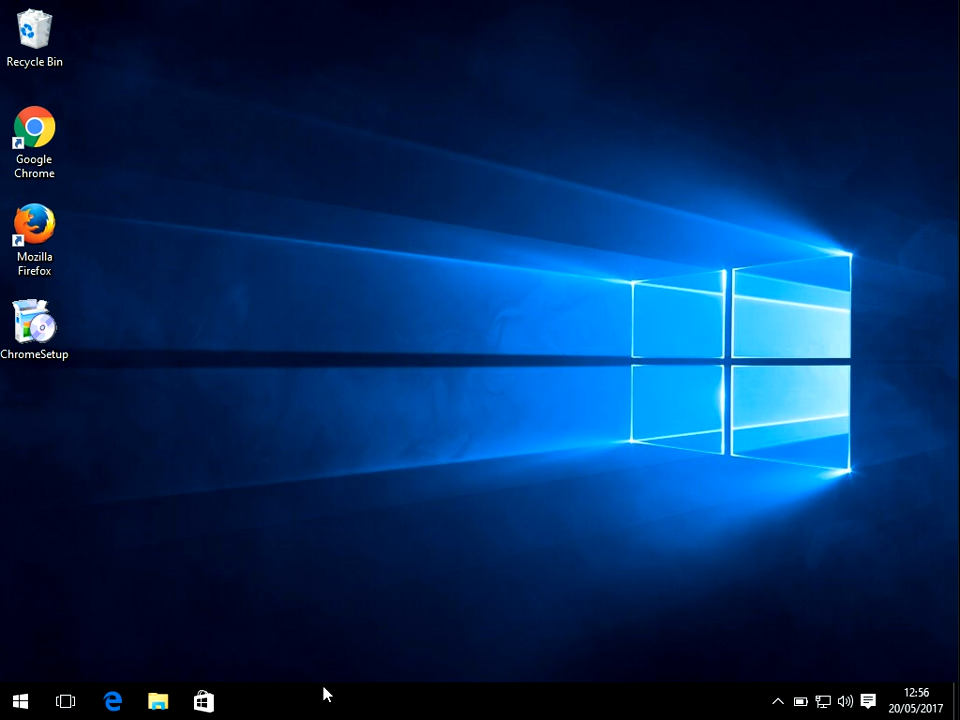 Recycle Bin
Google
Chrome
Mozilla
Firefox
ChromeSetup
12:56
20/05/2017